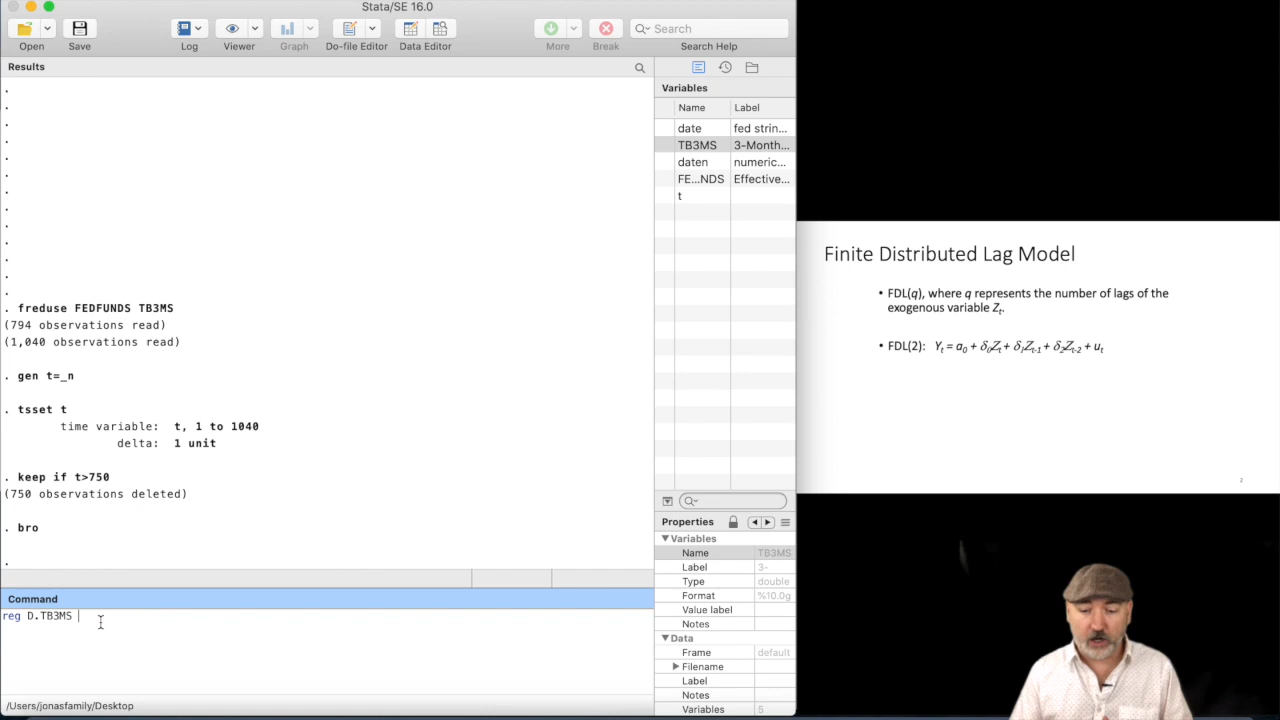 Stata/SE 16.0
Open
Save
Log
Viewer
Graph
Do-file Editor
Data Editor
More
Break
Search
Search Help
Results
.
.
.
.
.
.
.
.
.
.
.
.
.
. freduse FEDFUNDS TB3MS
(794 observations read)
(1,040 observations read)
. gen t=_n
. tsset t
time variable: t, 1 to 1040
delta: 1 unit
. keep if t>750
(750 observations deleted)
. bro
.
Command
reg D.TB3MS
/Users/jonasfamily/Desktop
Variables
Name Label
date fed strin...
TB3MS 3-Month...
daten numeric...
FE...NDS Effective...
t
Properties
Variables
Name TB3MS
Label 3-
Type double
Format %10.0g
Value label
Notes
Data
Frame default
Filename
Label
Notes
Variables 5
Finite Distributed Lag Model
• FDL(q), where q represents the number of lags of the
exogenous variable Zt.
• FDL(2): Yt = a0 + δ0Zt + δ1Zt-1 + δ2Zt-2 + ut
2